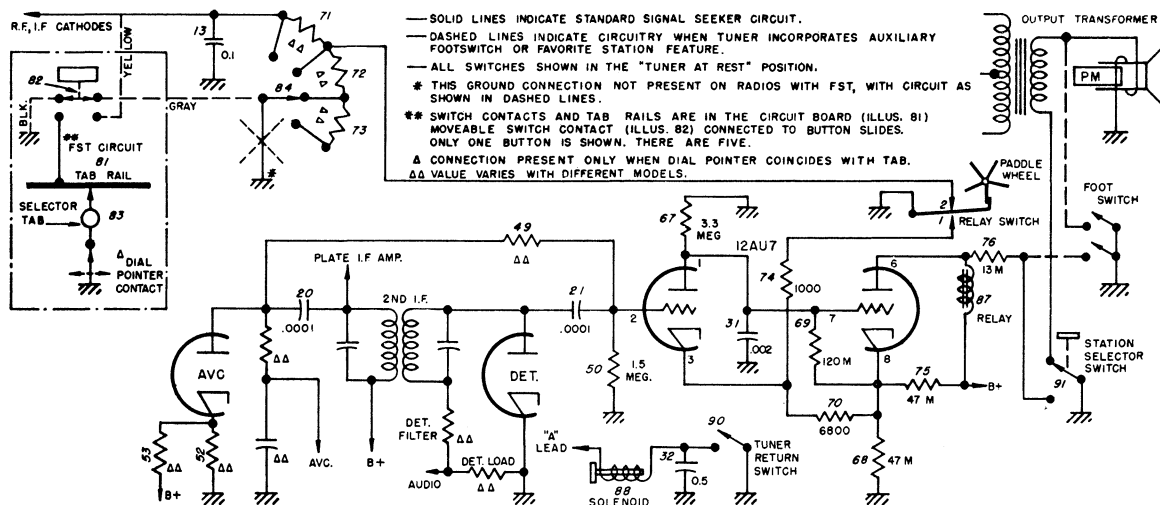 R.F., I.F CATHODES
13
0.1
YELLOW
71
ΔΔ
72
ΔΔ
73
84
GRAY
BLK.
82
**
FST CIRCUIT
81
TAB RAIL
SELECTOR
TAB
83
Δ DIAL
POINTER
CONTACT
*
SOLID LINES INDICATE STANDARD SIGNAL SEEKER CIRCUIT.
DASHED LINES INDICATE CIRCUITRY WHEN TUNER INCORPORATES AUXILIARY
FOOTSWITCH OR FAVORITE STATION FEATURE.
ALL SWITCHES SHOWN IN THE "TUNER AT REST" POSITION.
* THIS GROUND CONNECTION NOT PRESENT ON RADIOS WITH FST, WITH CIRCUIT AS
SHOWN IN DASHED LINES.
** SWITCH CONTACTS AND TAB RAILS ARE IN THE CIRCUIT BOARD (ILLUS. 81)
MOVEABLE SWITCH CONTACT (ILLUS. 82) CONNECTED TO BUTTON SLIDES.
ONLY ONE BUTTON IS SHOWN. THERE ARE FIVE.
Δ CONNECTION PRESENT ONLY WHEN DIAL POINTER COINCIDES WITH TAB.
ΔΔ VALUE VARIES WITH DIFFERENT MODELS.
OUTPUT TRANSFORMER
PM
PADDLE
WHEEL
2
1
RELAY SWITCH
FOOT
SWITCH
67
3.3
MEG
12AU7
1
2
3
74
1000
31
.002
69
120 M
6
7
8
76
13 M
87
RELAY
75
47 M
B+
70
6800
68
47 M
STATION
SELECTOR
SWITCH
91
49
ΔΔ
PLATE I.F AMP.
20
.0001
2ND I.F.
21
.0001
50
1.5
MEG.
AVC
DET.
ΔΔ
53
ΔΔ
52
ΔΔ
B+
ΔΔ
AVC.
B+
DET.
FILTER
ΔΔ
AUDIO
DET. LOAD
ΔΔ
"A"
LEAD
88
SOLENOID
32
0.5
90
TUNER
RETURN
SWITCH